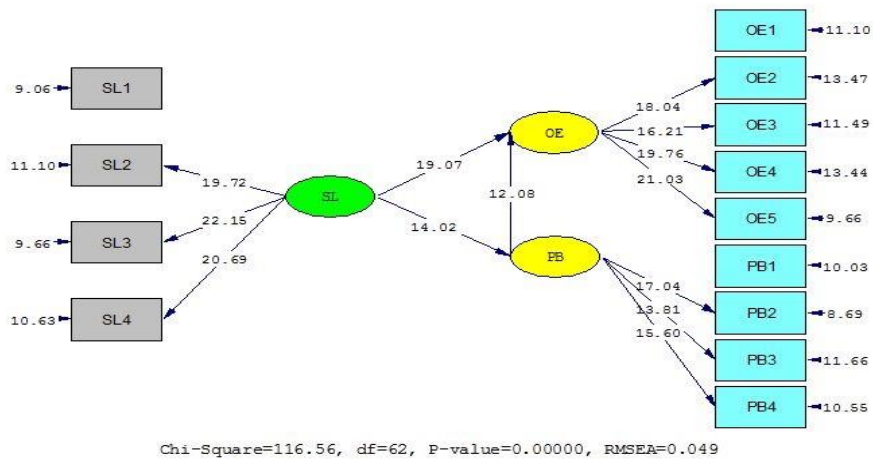 OE1
11.10
9.06
SL1
OE2
13.47
18.04
OE
16.21
OE3
11.49
11.10
SL2
19.72
19.07
19.76
OE4
13.44
SL
12.08
21.03
22.15
14.02
OE5
9.66
9.66
SL3
20.69
PB
PB1
10.03
17.04
10.63
SL4
13.81
PB2
8.69
15.60
PB3
11.66
PB4
10.55
Chi-Square=116.56, df=62, P-value=0.00000, RMSEA=0.049